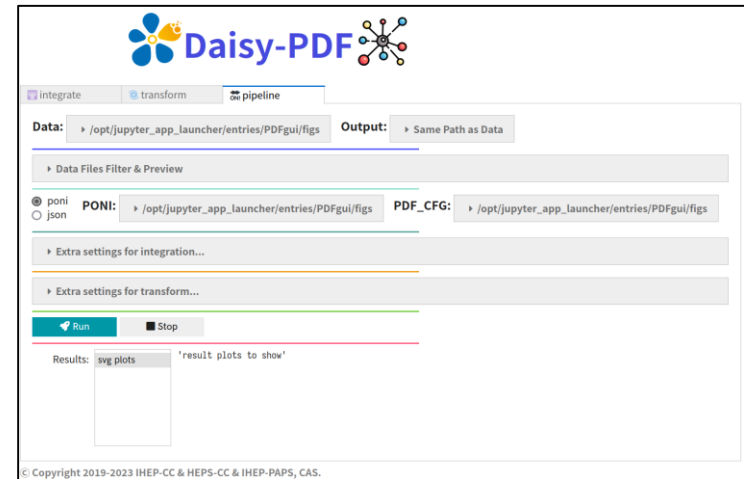 Daisy-PDF
integrate transform pipeline
Data: ▸ /opt/jupyter_app_launcher/entries/PDFgui/figs Output: ▸ Same Path as Data
▸ Data Files Filter & Preview
poni
json
PONI: ▸ /opt/jupyter_app_launcher/entries/PDFgui/figs PDF_CFG: ▸ /opt/jupyter_app_launcher/entries/PDFgui/figs
▸ Extra settings for integration...
▸ Extra settings for transform...
Run Stop
Results: svg plots 'result plots to show'
© Copyright 2019-2023 IHEP-CC & HEPS-CC & IHEP-PAPS, CAS.